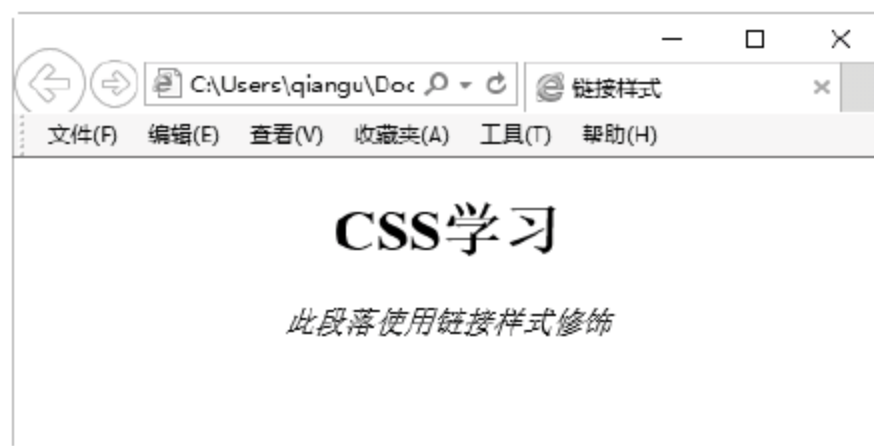 C:\Users\qiangu\Doc
链接样式
文件(F) 编辑(E) 查看(V) 收藏夹(A) 工具(T) 帮助(H)
CSS学习
此段落使用链接样式修饰